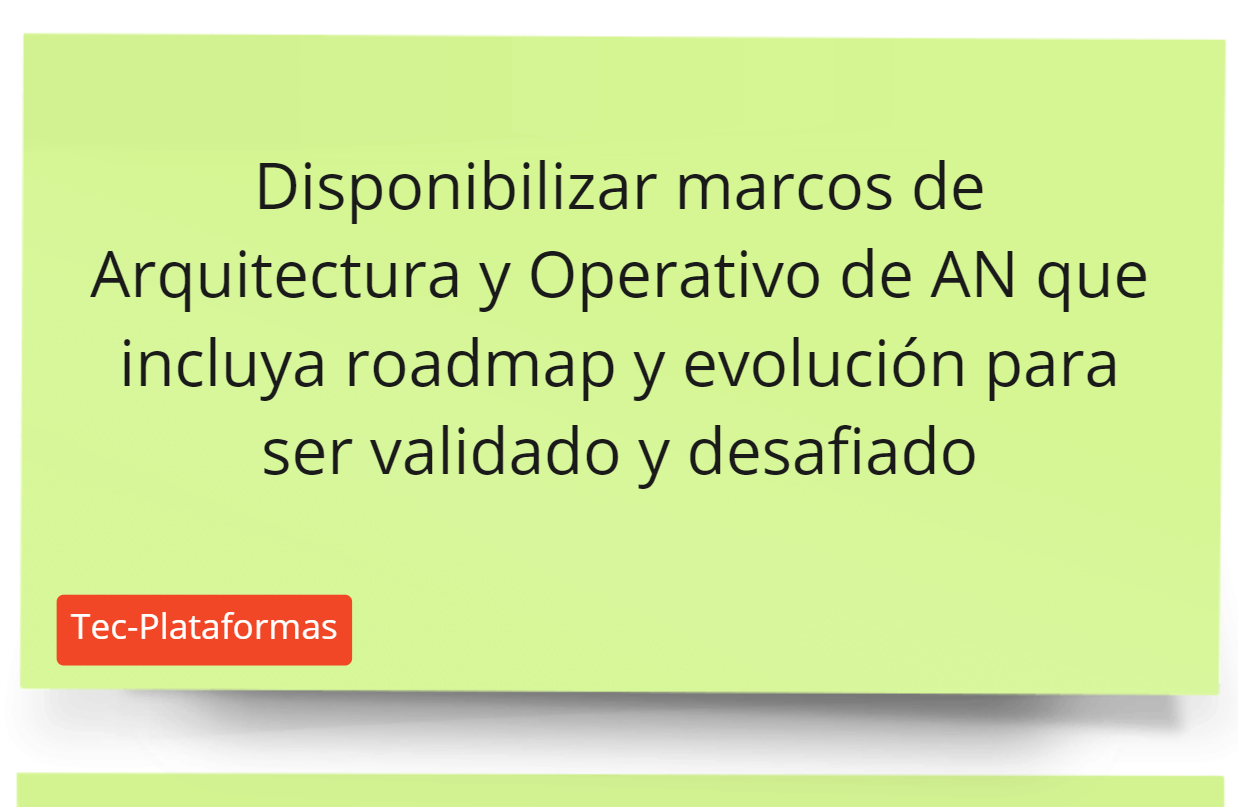 Disponibilizar marcos de
Arquitectura y Operativo de AN que
incluya roadmap y evolución para
ser validado y desafiado
Tec-Plataformas